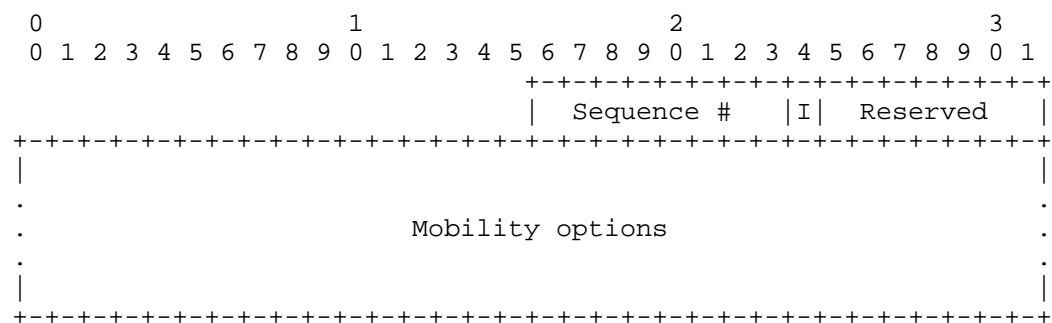 0                   1                   2                   3
 0 1 2 3 4 5 6 7 8 9 0 1 2 3 4 5 6 7 8 9 0 1 2 3 4 5 6 7 8 9 0 1
                                +-+-+-+-+-+-+-+-+-+-+-+-+-+-+-+-+
                                |  Sequence #   |I|  Reserved   |
+-+-+-+-+-+-+-+-+-+-+-+-+-+-+-+-+-+-+-+-+-+-+-+-+-+-+-+-+-+-+-+-+
|                                                               |
.                                                               .
.                        Mobility options                       .
.                                                               .
|                                                               |
+-+-+-+-+-+-+-+-+-+-+-+-+-+-+-+-+-+-+-+-+-+-+-+-+-+-+-+-+-+-+-+-+